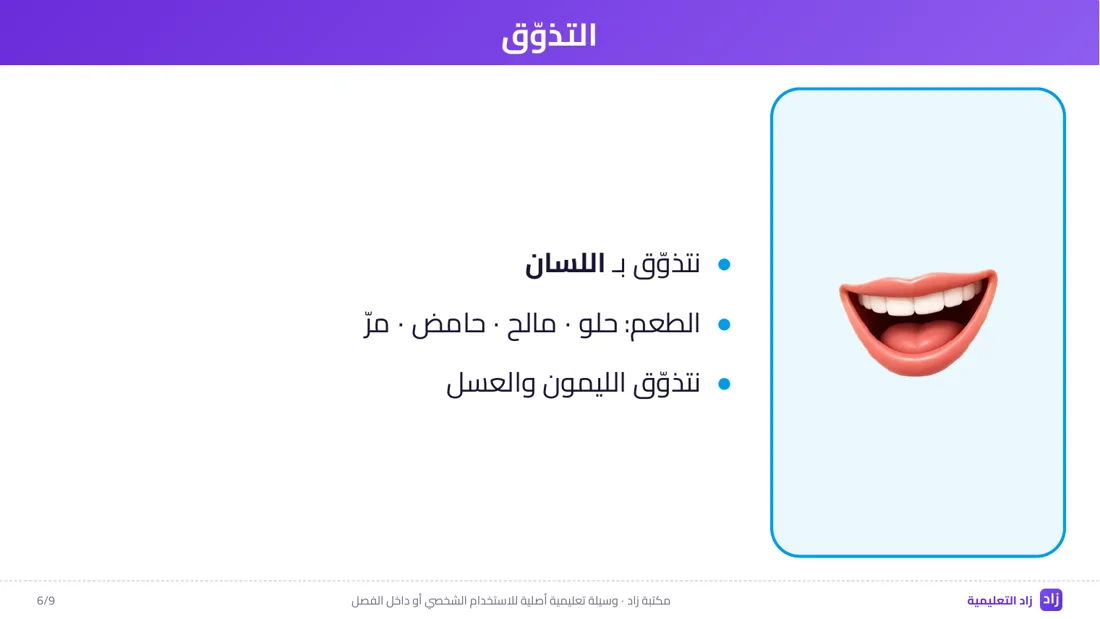 التذوّق
نتذوّق بـ اللسان
الطعم: حلو · مالح · حامض · مرّ
نتذوّق الليمون والعسل
زاد زاد التعليمية
مكتبة زاد · وسيلة تعليمية أصلية للاستخدام الشخصي أو داخل الفصل
6/9